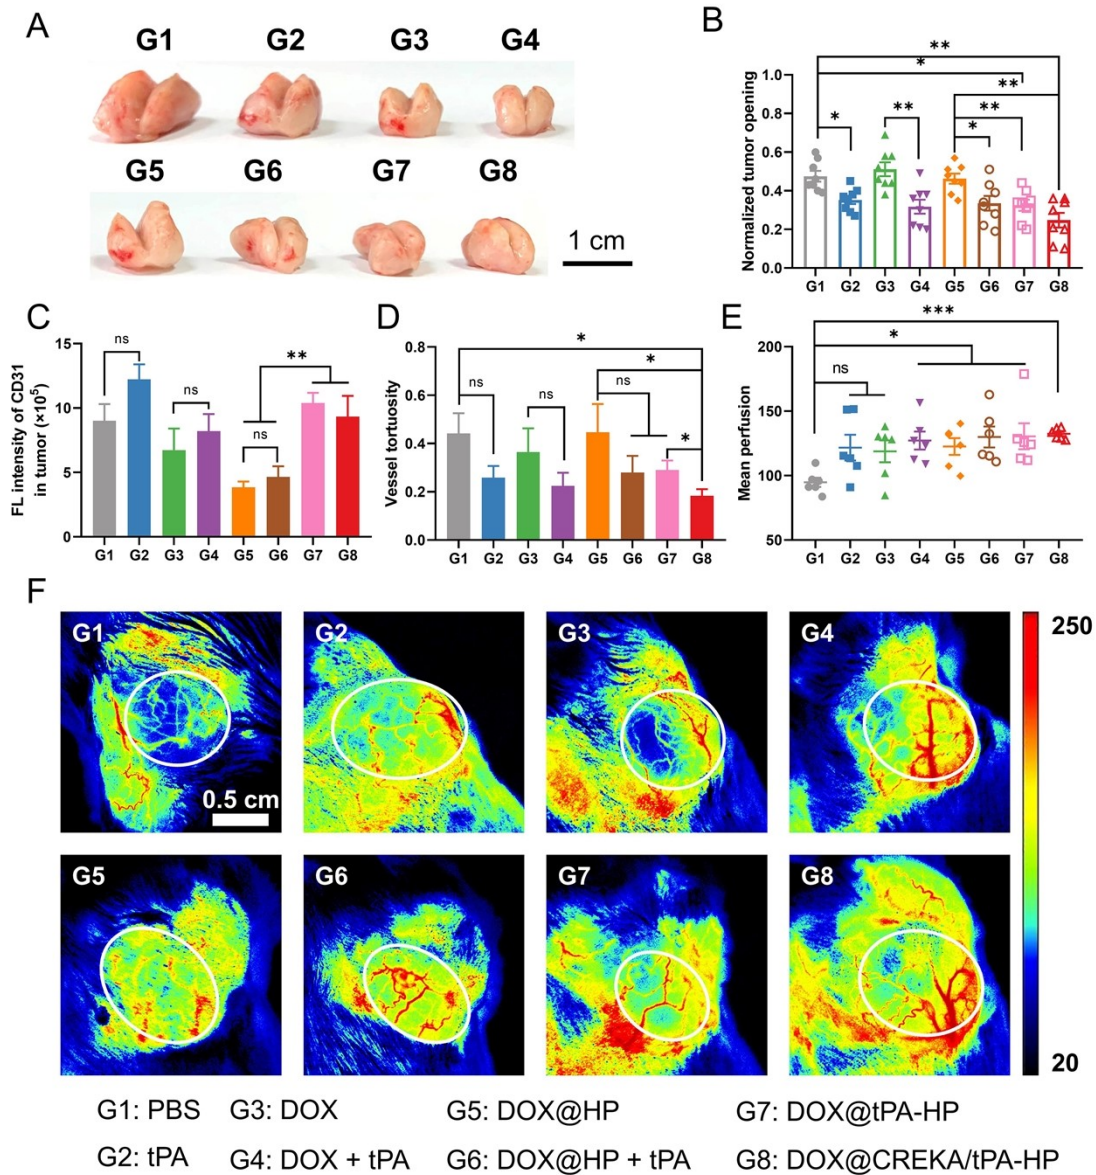 A
G1 G2 G3 G4
G5 G6 G7 G8
1 cm
B
Normalized tumor opening
1.0
0.8
0.6
0.4
0.2
0.0
**
*
**
* ** **
*
G1 G2 G3 G4 G5 G6 G7 G8
C
FL intensity of CD31
in tumor (×10⁵)
15
10
5
0
ns
ns
**
ns
G1 G2 G3 G4 G5 G6 G7 G8
D
Vessel tortuosity
0.8
0.6
0.4
0.2
0.0
*
*
ns ns ns
*
G1 G2 G3 G4 G5 G6 G7 G8
E
Mean perfusion
200
150
100
50
***
*
ns
G1 G2 G3 G4 G5 G6 G7 G8
F
G1 G2 G3 G4
0.5 cm
G5 G6 G7 G8
250
20
G1: PBS G3: DOX G5: DOX@HP G7: DOX@tPA-HP
G2: tPA G4: DOX + tPA G6: DOX@HP + tPA G8: DOX@CREKA/tPA-HP